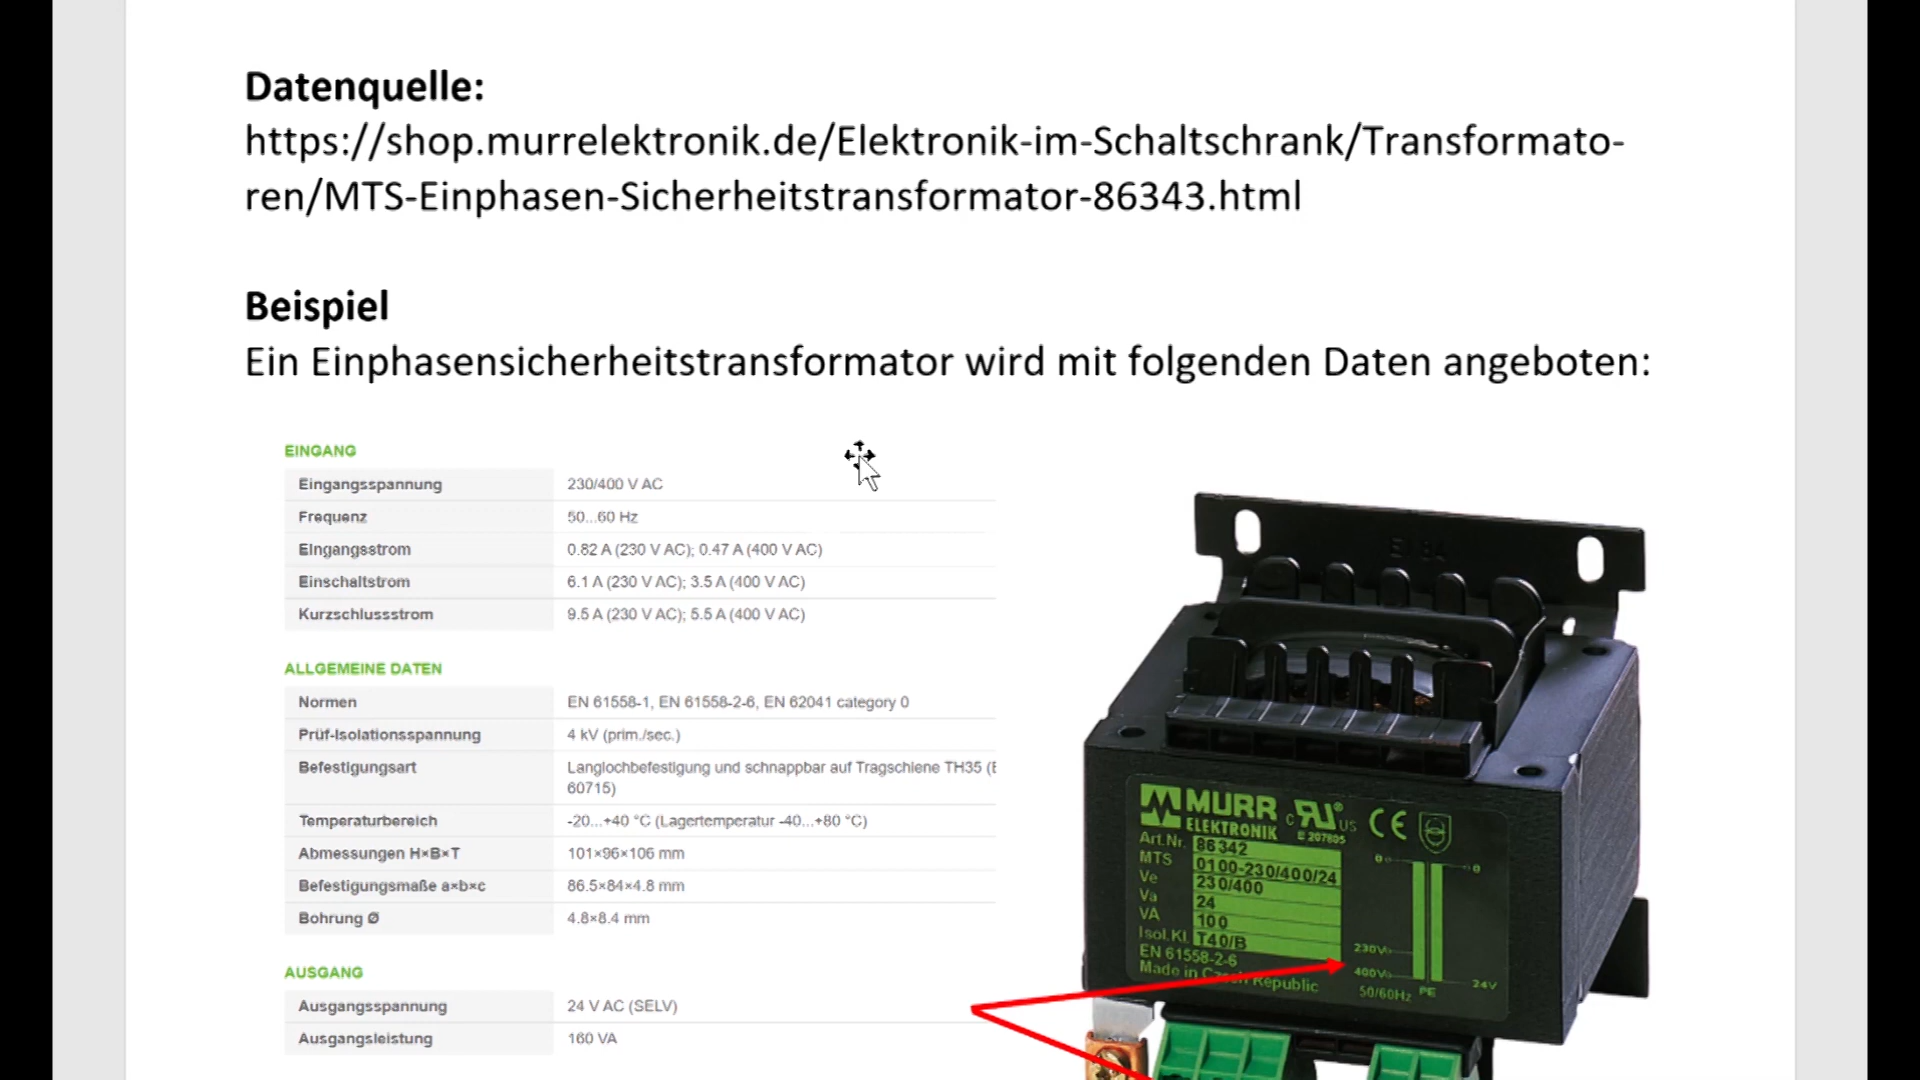 Datenquelle:
https://shop.murrelektronik.de/Elektronik-im-Schaltschrank/Transformato-
ren/MTS-Einphasen-Sicherheitstransformator-86343.html
Beispiel
Ein Einphasensicherheitstransformator wird mit folgenden Daten angeboten:
EINGANG
Eingangsspannung 230/400 V AC
Frequenz 50...60 Hz
Eingangsstrom 0.82 A (230 V AC); 0.47 A (400 V AC)
Einschaltstrom 6.1 A (230 V AC); 3.5 A (400 V AC)
Kurzschlussstrom 9.5 A (230 V AC); 5.5 A (400 V AC)
ALLGEMEINE DATEN
Normen EN 61558-1, EN 61558-2-6, EN 62041 category 0
Prüf-Isolationsspannung 4 kV (prim./sec.)
Befestigungsart Langlochbefestigung und schnappbar auf Tragschiene TH35 (E
60715)
Temperaturbereich -20...+40 °C (Lagertemperatur -40...+80 °C)
Abmessungen H×B×T 101×96×106 mm
Befestigungsmaße a×b×c 86.5×84×4.8 mm
Bohrung Ø 4.8×8.4 mm
AUSGANG
Ausgangsspannung 24 V AC (SELV)
Ausgangsleistung 160 VA
MURR
ELEKTRONIK
c RU® US
E 207805
CE
Art.Nr. 86342
MTS 0100-230/400/24
Ve 230/400
Va 24
VA 100
Isol.Kl. T40/B
EN 61558-2-6
Made in Czech Republic
0 0
230V
400V
24V
50/60Hz PE